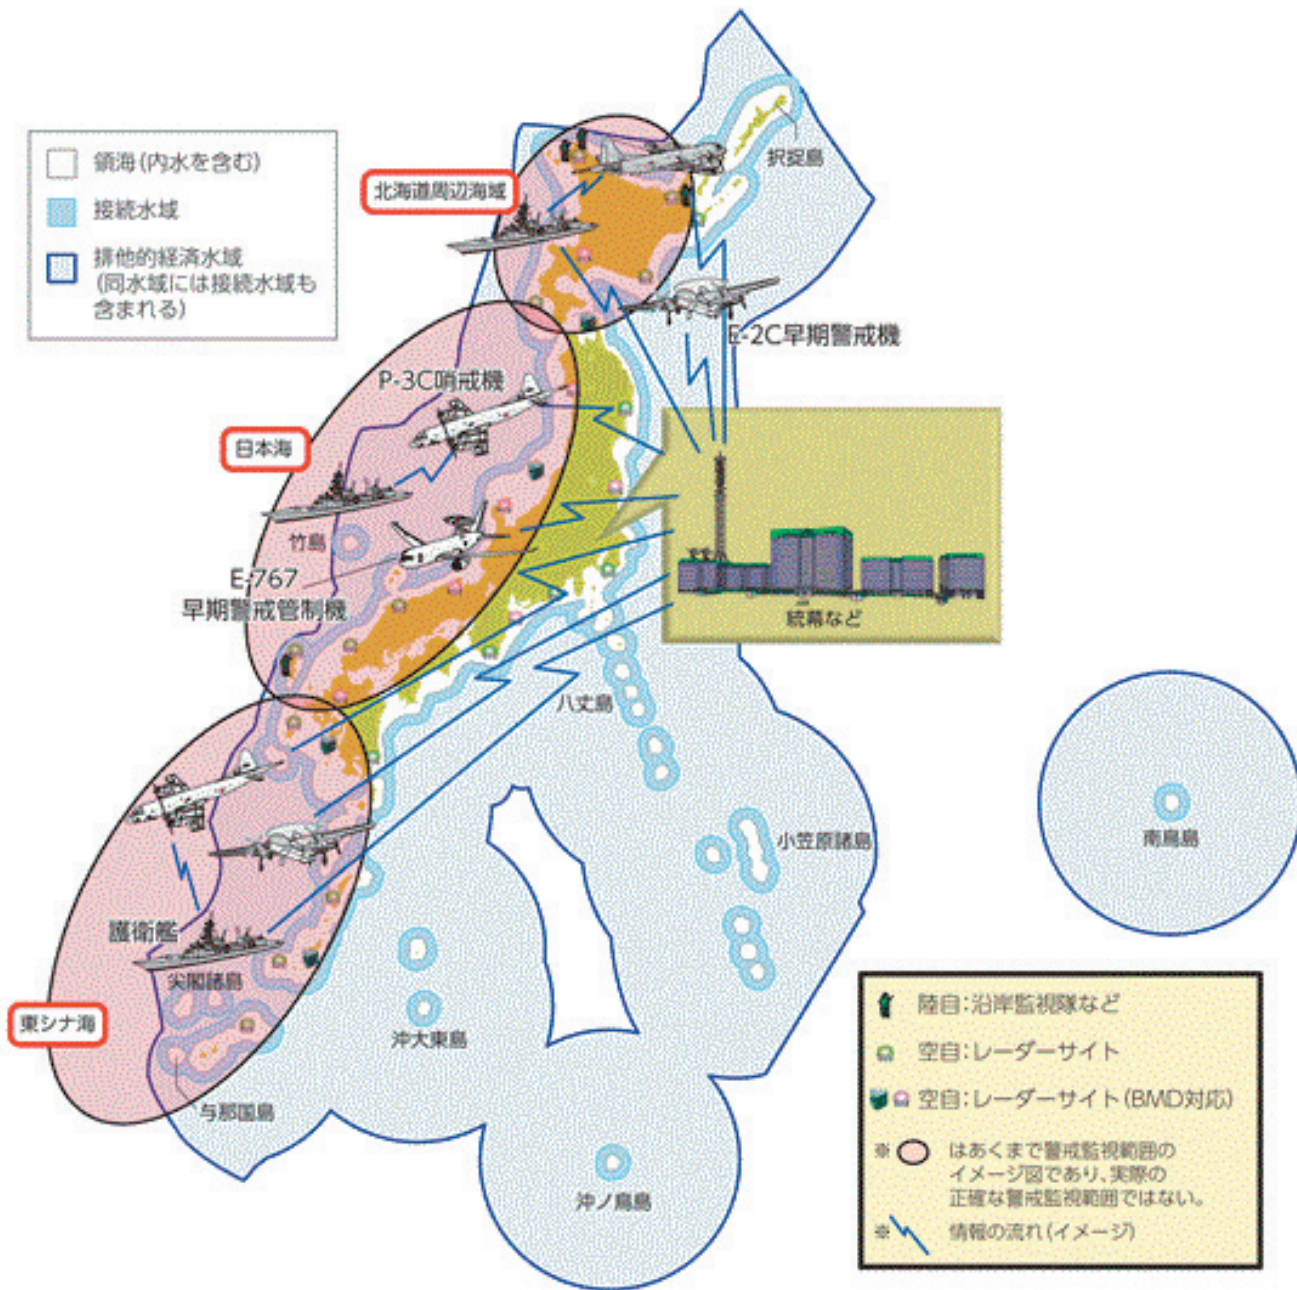 領海(内水を含む)
接続水域
排他的経済水域
(同水域には接続水域も
含まれる)
北海道周辺海域
択捉島
E-2C早期警戒機
P-3C哨戒機
日本海
竹島
E-767
早期警戒管制機
統幕など
八丈島
小笠原諸島
南鳥島
護衛艦
尖閣諸島
東シナ海
沖大東島
与那国島
沖ノ鳥島
陸自:沿岸監視隊など
空自:レーダーサイト
空自:レーダーサイト(BMD対応)
※ はあくまで警戒監視範囲の
イメージ図であり、実際の
正確な警戒監視範囲ではない。
※ 情報の流れ(イメージ)